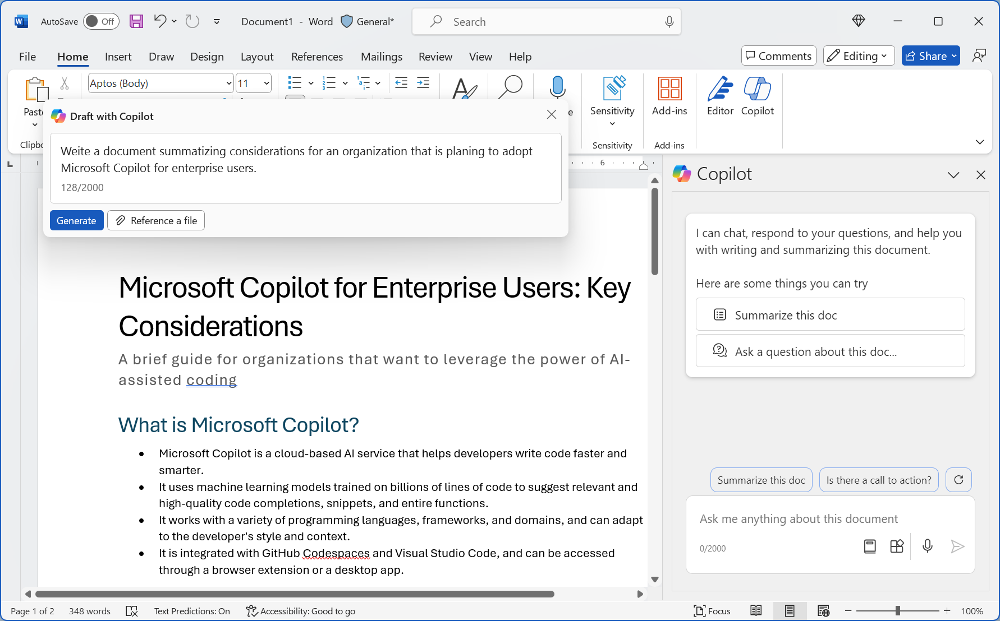 AutoSave Off Document1 - Word General* Search
File Home Insert Draw Design Layout References Mailings Review View Help Comments Editing Share
Aptos (Body) 11
Paste Sensitivity Add-ins Editor Copilot
Sensitivity Add-ins
Draft with Copilot
Weite a document summatizing considerations for an organization that is planing to adopt
Microsoft Copilot for enterprise users.
128/2000
Generate Reference a file
6
Microsoft Copilot for Enterprise Users: Key
Considerations
A brief guide for organizations that want to leverage the power of AI-
assisted coding
What is Microsoft Copilot?
• Microsoft Copilot is a cloud-based AI service that helps developers write code faster and
smarter.
• It uses machine learning models trained on billions of lines of code to suggest relevant and
high-quality code completions, snippets, and entire functions.
• It works with a variety of programming languages, frameworks, and domains, and can adapt
to the developer's style and context.
• It is integrated with GitHub Codespaces and Visual Studio Code, and can be accessed
through a browser extension or a desktop app.
Copilot
I can chat, respond to your questions, and help you
with writing and summarizing this document.
Here are some things you can try
Summarize this doc
Ask a question about this doc...
Summarize this doc Is there a call to action?
Ask me anything about this document
0/2000
Page 1 of 2 348 words Text Predictions: On Accessibility: Good to go Focus 100%